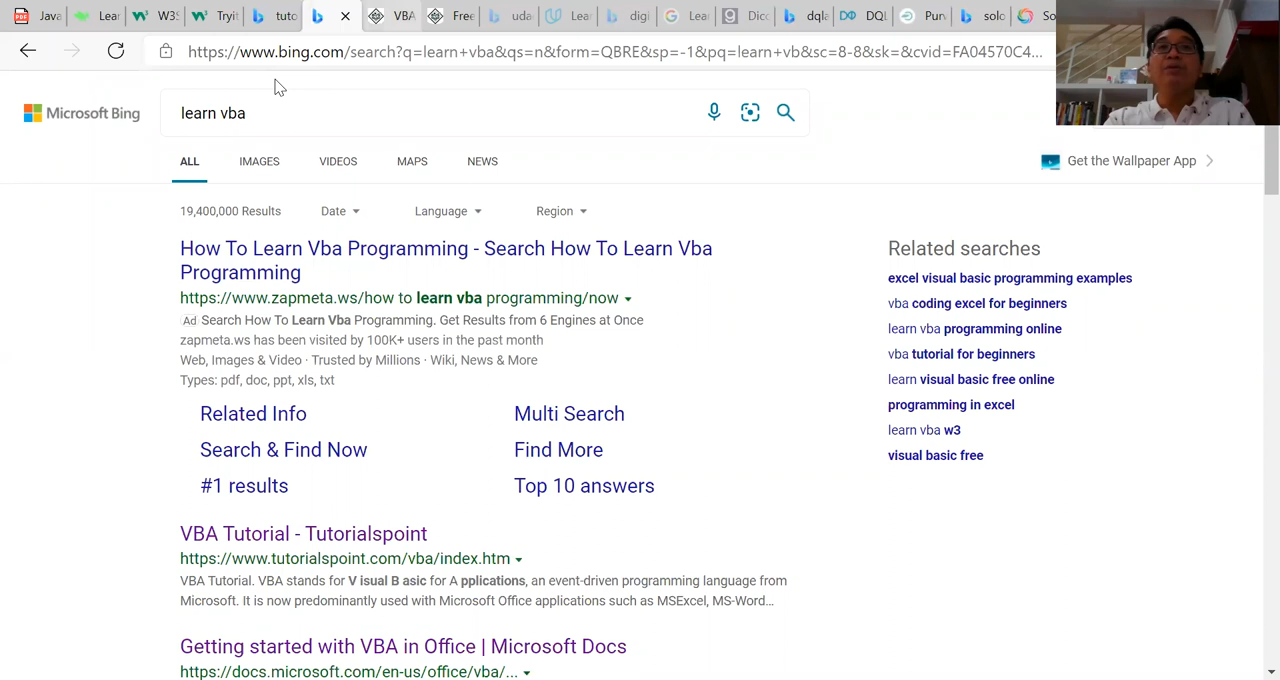 Java
Lear
W3S
Tryit
tuto
VBA
Free
uda
Lear
digi
Lear
Dicc
dqla
DQL
Purv
solo
So
https://www.bing.com/search?q=learn+vba&qs=n&form=QBRE&sp=-1&pq=learn+vb&sc=8-8&sk=&cvid=FA04570C4...
Microsoft Bing
learn vba
ALL
IMAGES
VIDEOS
MAPS
NEWS
Get the Wallpaper App
19,400,000 Results
Date
Language
Region
How To Learn Vba Programming - Search How To Learn Vba
Programming
https://www.zapmeta.ws/how to learn vba programming/now
Ad Search How To Learn Vba Programming. Get Results from 6 Engines at Once
zapmeta.ws has been visited by 100K+ users in the past month
Web, Images & Video · Trusted by Millions · Wiki, News & More
Types: pdf, doc, ppt, xls, txt
Related Info
Multi Search
Search & Find Now
Find More
#1 results
Top 10 answers
VBA Tutorial - Tutorialspoint
https://www.tutorialspoint.com/vba/index.htm
VBA Tutorial. VBA stands for V isual B asic for A pplications, an event-driven programming language from
Microsoft. It is now predominantly used with Microsoft Office applications such as MSExcel, MS-Word...
Getting started with VBA in Office | Microsoft Docs
https://docs.microsoft.com/en-us/office/vba/...
Related searches
excel visual basic programming examples
vba coding excel for beginners
learn vba programming online
vba tutorial for beginners
learn visual basic free online
programming in excel
learn vba w3
visual basic free